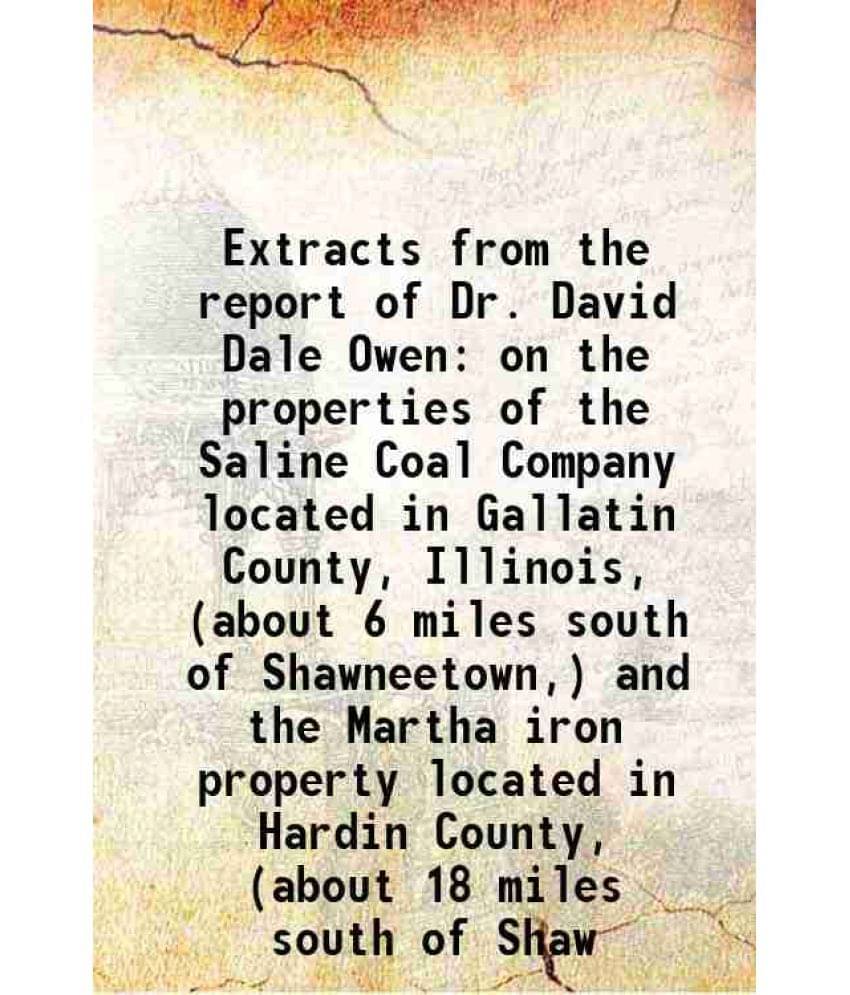 Extracts from the
report of Dr. David
Dale Owen: on the
properties of the
Saline Coal Company
located in Gallatin
County, Illinois,
(about 6 miles south
of Shawneetown,) and
the Martha iron
property located in
Hardin County,
(about 18 miles
south of Shaw